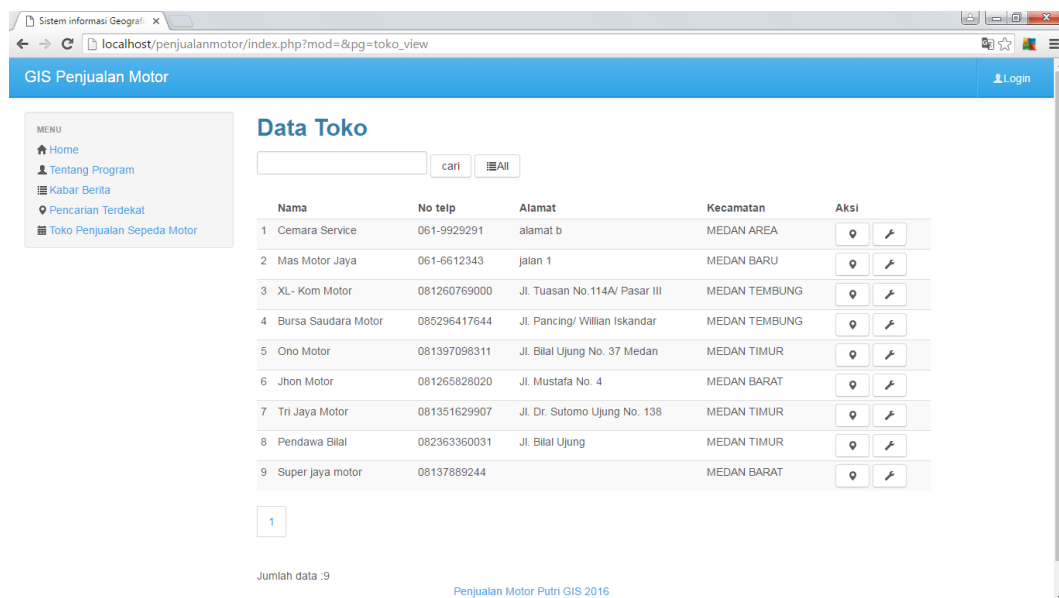 Sistem informasi Geografi
localhost/penjualanmotor/index.php?mod=&pg=toko_view
GIS Penjualan Motor
Login
MENU
Home
Tentang Program
Kabar Berita
Pencarian Terdekat
Toko Penjualan Sepeda Motor
Data Toko
cari All
Nama No telp Alamat Kecamatan Aksi
1 Cemara Service 061-9929291 alamat b MEDAN AREA
2 Mas Motor Jaya 061-6612343 jalan 1 MEDAN BARU
3 XL- Kom Motor 081260769000 Jl. Tuasan No.114A/ Pasar III MEDAN TEMBUNG
4 Bursa Saudara Motor 085296417644 Jl. Pancing/ Willian Iskandar MEDAN TEMBUNG
5 Ono Motor 081397098311 Jl. Bilal Ujung No. 37 Medan MEDAN TIMUR
6 Jhon Motor 081265828020 Jl. Mustafa No. 4 MEDAN BARAT
7 Tri Jaya Motor 081351629907 Jl. Dr. Sutomo Ujung No. 138 MEDAN TIMUR
8 Pendawa Bilal 082363360031 Jl. Bilal Ujung MEDAN TIMUR
9 Super jaya motor 08137889244 MEDAN BARAT
1
Jumlah data :9
Penjualan Motor Putri GIS 2016